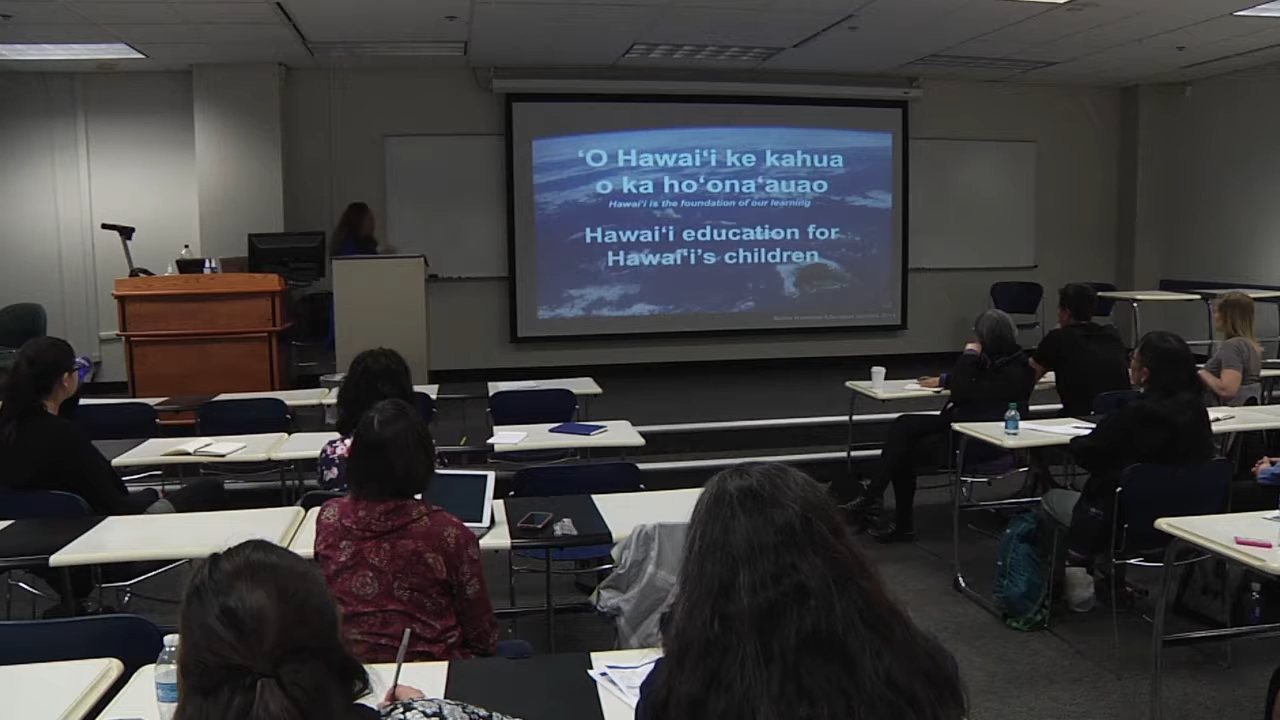 ʻO Hawaiʻi ke kahua
o ka hoʻonaʻauao
Hawaiʻi is the foundation of our learning
Hawaiʻi education for
Hawaiʻi's children